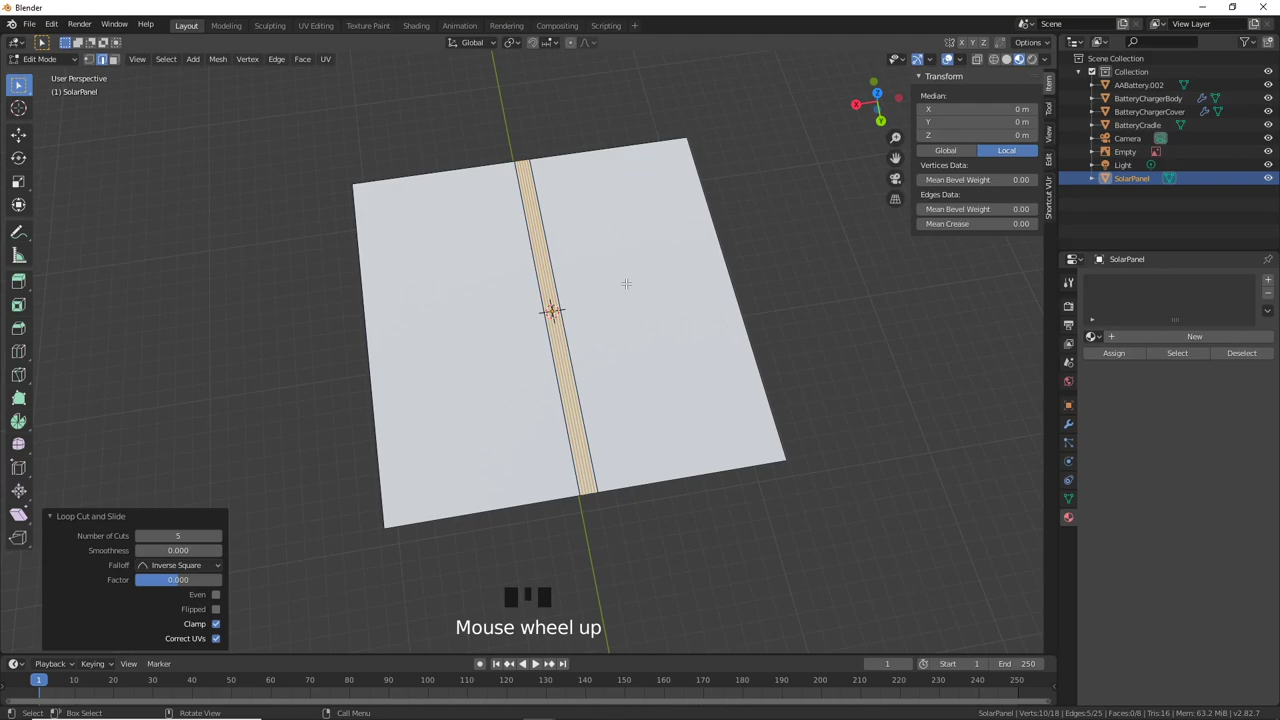 Blender
File Edit Render Window Help Layout Modeling Sculpting UV Editing Texture Paint Shading Animation Rendering Compositing Scripting + Scene View Layer
Global X Y Z Options
Edit Mode View Select Add Mesh Vertex Edge Face UV
User Perspective
(1) SolarPanel
X Y Z
Transform
Median:
X 0 m
Y 0 m
Z 0 m
Global Local
Vertices Data:
Mean Bevel Weight 0.00
Edges Data:
Mean Bevel Weight 0.00
Mean Crease 0.00
Item
Tool
View
Edit
Shortcut VUr
Scene Collection
Collection
AABattery.002
BatteryChargerBody
BatteryChargerCover
BatteryCradle
Camera
Empty
Light
SolarPanel
SolarPanel
New
Assign Select Deselect
Loop Cut and Slide
Number of Cuts 5
Smoothness 0.000
Falloff Inverse Square
Factor 0.000
Even
Flipped
Clamp
Correct UVs
Mouse wheel up
Playback Keying View Marker 1 Start 1 End 250
1 10 20 30 40 50 60 70 80 90 100 110 120 130 140 150 160 170 180 190 200 210 220 230 240 250
Select Box Select Rotate View Call Menu SolarPanel | Verts:10/18 | Edges:5/25 | Faces:0/8 | Tris:16 | Mem: 63.2 MiB | v2.82.7